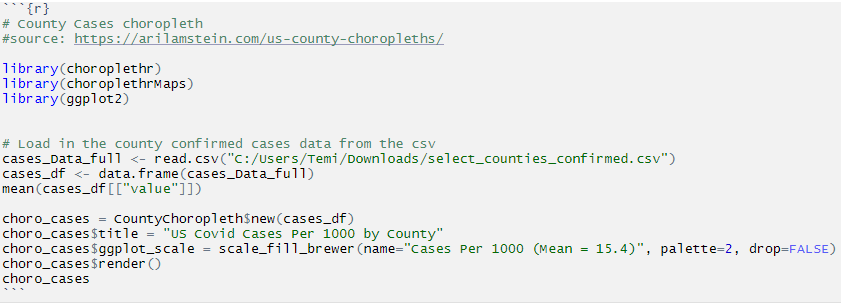 ```{r}
# County Cases choropleth
#source: https://arilamstein.com/us-county-choropleths/
library(choroplethr)
library(choroplethrMaps)
library(ggplot2)
# Load in the county confirmed cases data from the csv
cases_Data_full <- read.csv("C:/Users/Temi/Downloads/select_counties_confirmed.csv")
cases_df <- data.frame(cases_Data_full)
mean(cases_df[["value"]])
choro_cases = CountyChoropleth$new(cases_df)
choro_cases$title = "US Covid Cases Per 1000 by County"
choro_cases$ggplot_scale = scale_fill_brewer(name="Cases Per 1000 (Mean = 15.4)", palette=2, drop=FALSE)
choro_cases$render()
choro_cases
```